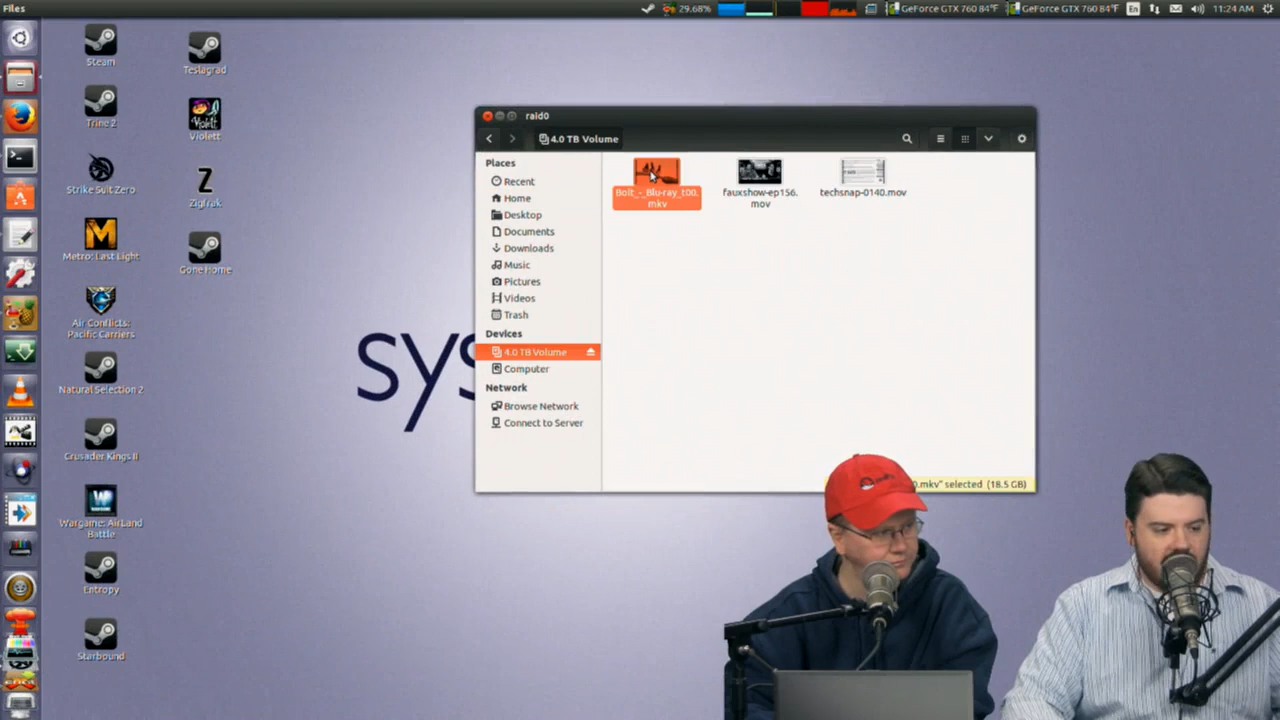 Files
29.68%
GeForce GTX 760 84°F
GeForce GTX 760 84°F
En
11:24 AM
Steam
Teslagrad
Trine 2
Violett
Strike Suit Zero
Z
Zigfrak
Metro: Last Light
Gone Home
Air Conflicts:
Pacific Carriers
Natural Selection 2
Crusader Kings II
W
Wargame: AirLand
Battle
Entropy
Starbound
sys
raid0
4.0 TB Volume
Places
Recent
Home
Desktop
Documents
Downloads
Music
Pictures
Videos
Trash
Devices
4.0 TB Volume
Computer
Network
Browse Network
Connect to Server
Bolt_-_Blu-ray_t00.
mkv
fauxshow-ep156.
mov
techsnap-0140.mov
0.mkv" selected (18.5 GB)